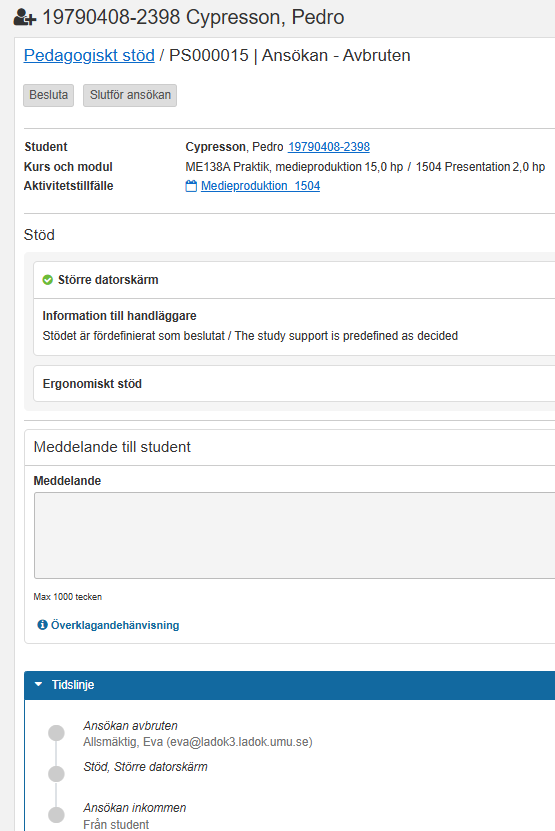 19790408-2398 Cypresson, Pedro
Pedagogiskt stöd / PS000015 | Ansökan - Avbruten
Besluta Slutför ansökan
Student Cypresson, Pedro 19790408-2398
Kurs och modul ME138A Praktik, medieproduktion 15,0 hp / 1504 Presentation 2,0 hp
Aktivitetstillfälle Medieproduktion_1504
Stöd
Större datorskärm
Information till handläggare
Stödet är fördefinierat som beslutat / The study support is predefined as decided
Ergonomiskt stöd
Meddelande till student
Meddelande
Max 1000 tecken
Överklagandehänvisning
Tidslinje
Ansökan avbruten
Allsmäktig, Eva (eva@ladok3.ladok.umu.se)
Stöd, Större datorskärm
Ansökan inkommen
Från student